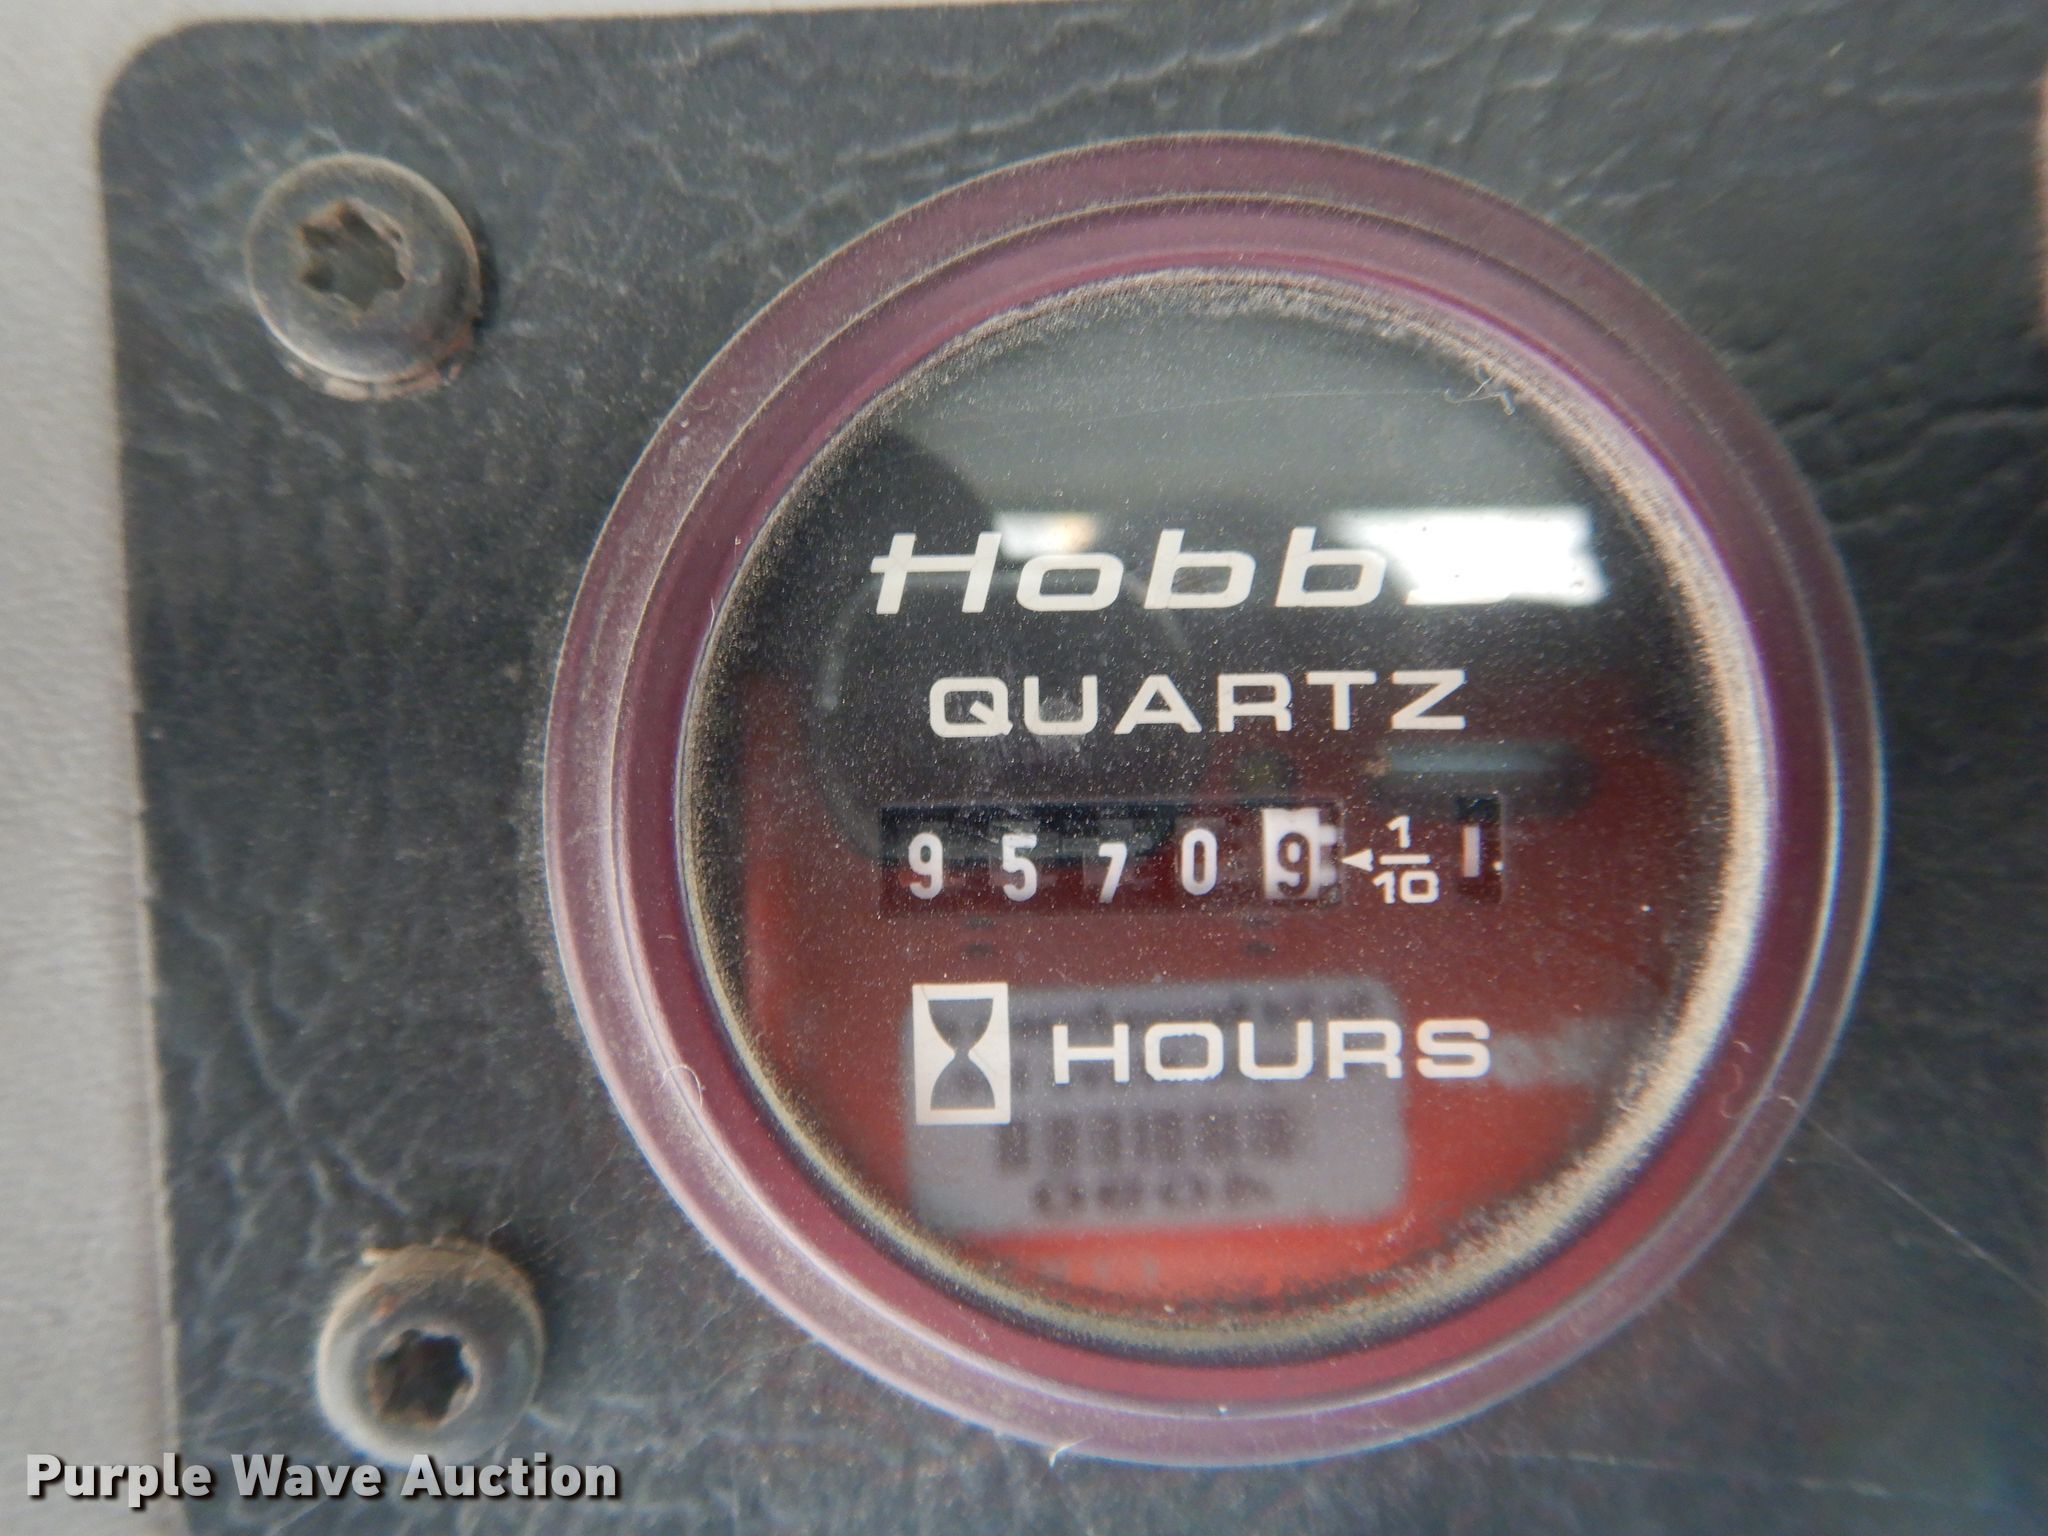 Hobb
QUARTZ
95709 1/10
HOURS
Purple Wave Auction